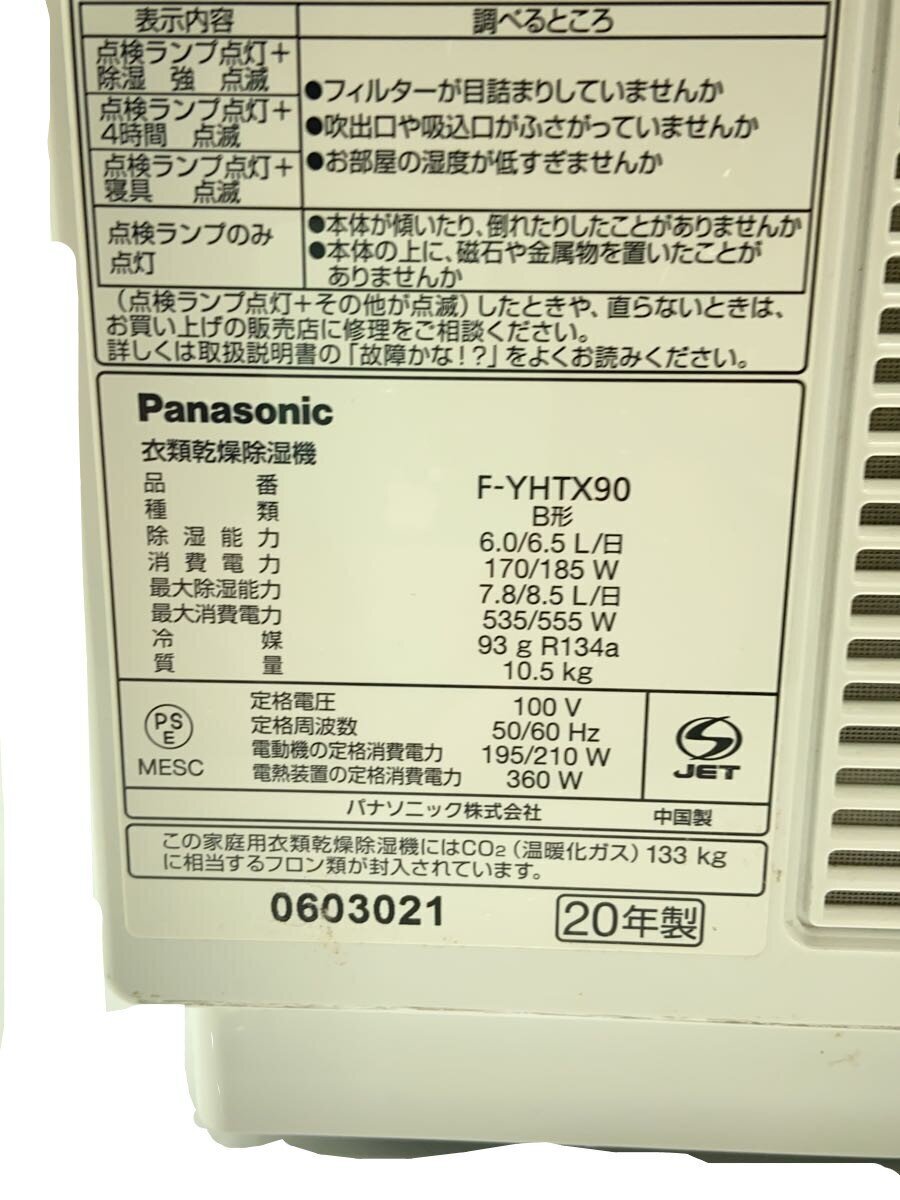 表示内容 調べるところ
点検ランプ点灯+
除湿 強 点滅
点検ランプ点灯+
4時間 点滅
点検ランプ点灯+
寝具 点滅
●フィルターが目詰まりしていませんか
●吹出口や吸込口がふさがっていませんか
●お部屋の湿度が低すぎませんか
点検ランプのみ
点灯
●本体が傾いたり、倒れたりしたことがありませんか
●本体の上に、磁石や金属物を置いたことが
ありませんか
(点検ランプ点灯+その他が点滅)したときや、直らないときは、
お買い上げの販売店に修理をご相談ください。
詳しくは取扱説明書の「故障かな!?」をよくお読みください。
Panasonic
衣類乾燥除湿機
品番 F-YHTX90
種類 B形
除湿能力 6.0/6.5 L/日
消費電力 170/185 W
最大除湿能力 7.8/8.5 L/日
最大消費電力 535/555 W
冷媒 93 g R134a
質量 10.5 kg
PS
E
MESC
定格電圧 100 V
定格周波数 50/60 Hz
電動機の定格消費電力 195/210 W
電熱装置の定格消費電力 360 W
JET
パナソニック株式会社 中国製
この家庭用衣類乾燥除湿機にはCO₂(温暖化ガス)133 kg
に相当するフロン類が封入されています。
0603021 20年製